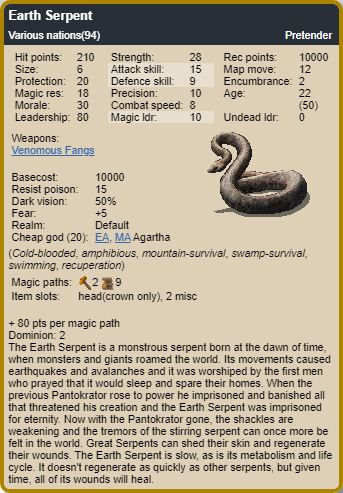 Earth Serpent
Various nations(94) Pretender
Hit points: 210 Strength: 28 Rec points: 10000
Size: 6 Attack skill: 15 Map move: 12
Protection: 20 Defence skill: 9 Encumbrance: 2
Magic res: 18 Precision: 10 Age: 22
Morale: 30 Combat speed: 8 (50)
Leadership: 80 Magic ldr: 10 Undead ldr: 0
Weapons:
Venomous Fangs
Basecost: 10000
Resist poison: 15
Dark vision: 50%
Fear: +5
Realm: Default
Cheap god (20): EA, MA Agartha
(Cold-blooded, amphibious, mountain-survival, swamp-survival,
swimming, recuperation)
Magic paths: 2 9
Item slots: head(crown only), 2 misc
+ 80 pts per magic path
Dominion: 2
The Earth Serpent is a monstrous serpent born at the dawn of time,
when monsters and giants roamed the world. Its movements caused
earthquakes and avalanches and it was worshiped by the first men
who prayed that it would sleep and spare their homes. When the
previous Pantokrator rose to power he imprisoned and banished all
that threatened his creation and the Earth Serpent was imprisoned
for eternity. Now with the Pantokrator gone, the shackles are
weakening and the tremors of the stirring serpent can once more be
felt in the world. Great Serpents can shed their skin and regenerate
their wounds. The Earth Serpent is slow, as is its metabolism and life
cycle. It doesn't regenerate as quickly as other serpents, but given
time, all of its wounds will heal.